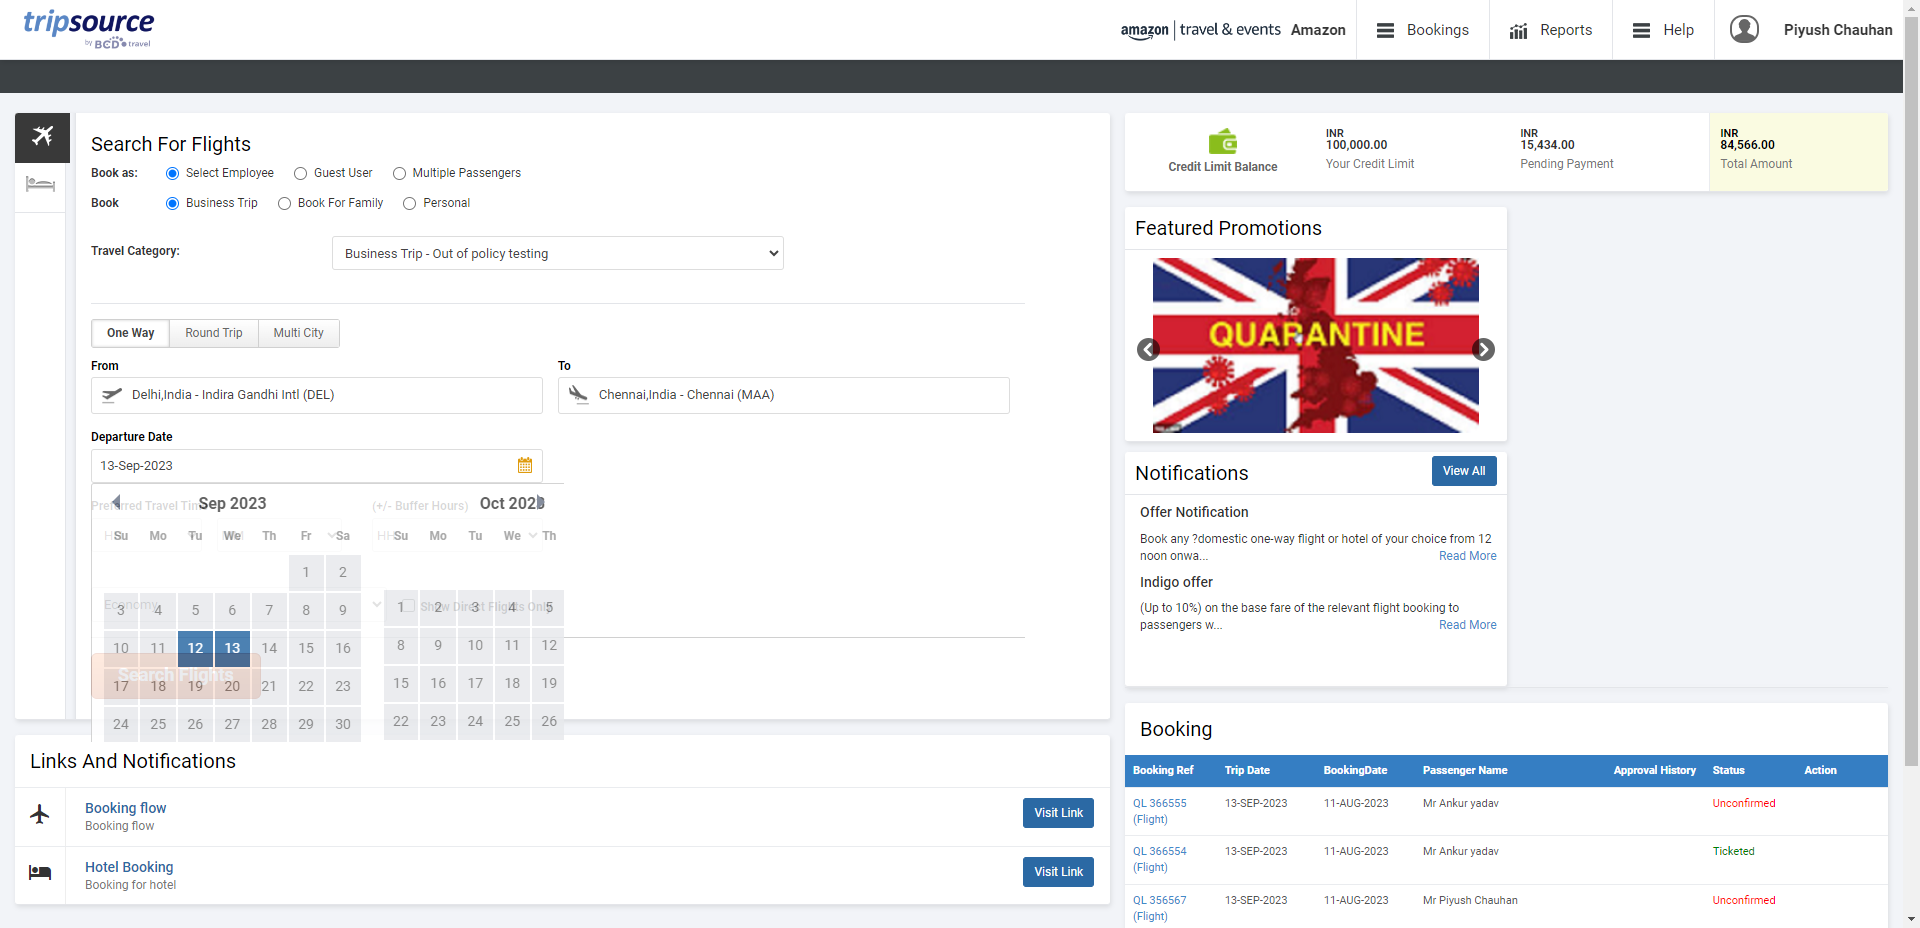 tripsource
by BCD travel
amazon | travel & events Amazon
Bookings
Reports
Help
Piyush Chauhan
Search For Flights
Book as: Select Employee Guest User Multiple Passengers
Book Business Trip Book For Family Personal
Travel Category: Business Trip - Out of policy testing
One Way Round Trip Multi City
From To
Delhi,India - Indira Gandhi Intl (DEL) Chennai,India - Chennai (MAA)
Departure Date
13-Sep-2023
Preferred Travel Tim Sep 2023 (+/- Buffer Hours) Oct 2023
Su Mo Tu We Th Fr Sa HH Su Mo Tu We Th
1 2
Economy Show Direct Flights Only
3 4 5 6 7 8 9 1 2 3 4 5
10 11 12 13 14 15 16 8 9 10 11 12
Search Flights
17 18 19 20 21 22 23 15 16 17 18 19
24 25 26 27 28 29 30 22 23 24 25 26
Links And Notifications
Booking flow
Booking flow
Visit Link
Hotel Booking
Booking for hotel
Visit Link
Credit Limit Balance
INR
100,000.00
Your Credit Limit
INR
15,434.00
Pending Payment
INR
84,566.00
Total Amount
Featured Promotions
QUARANTINE
Notifications View All
Offer Notification
Book any ?domestic one-way flight or hotel of your choice from 12
noon onwa... Read More
Indigo offer
(Up to 10%) on the base fare of the relevant flight booking to
passengers w... Read More
Booking
Booking Ref Trip Date BookingDate Passenger Name Approval History Status Action
QL 366555 13-SEP-2023 11-AUG-2023 Mr Ankur yadav Unconfirmed
(Flight)
QL 366554 13-SEP-2023 11-AUG-2023 Mr Ankur yadav Ticketed
(Flight)
QL 356567 13-SEP-2023 11-AUG-2023 Mr Piyush Chauhan Unconfirmed
(Flight)